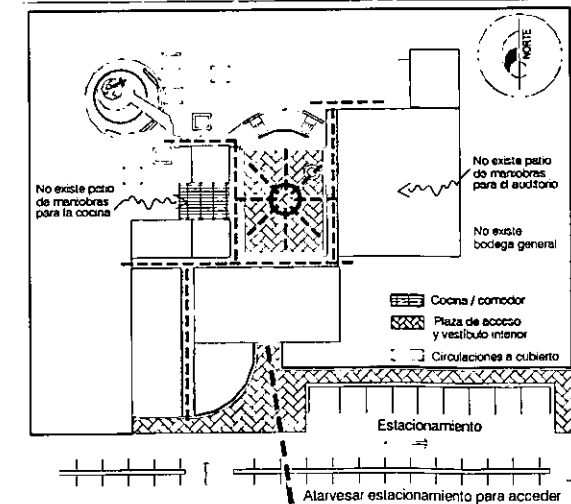 NORTE
No existe patio
de maniobras
para la cocina
No existe patio
de maniobras
para el auditorio
No existe
bodega general
Cocina / comedor
Plaza de acceso
y vestíbulo interior
Circulaciones a cubierto
Estacionamiento
Atarvesar estacionamiento para acceder